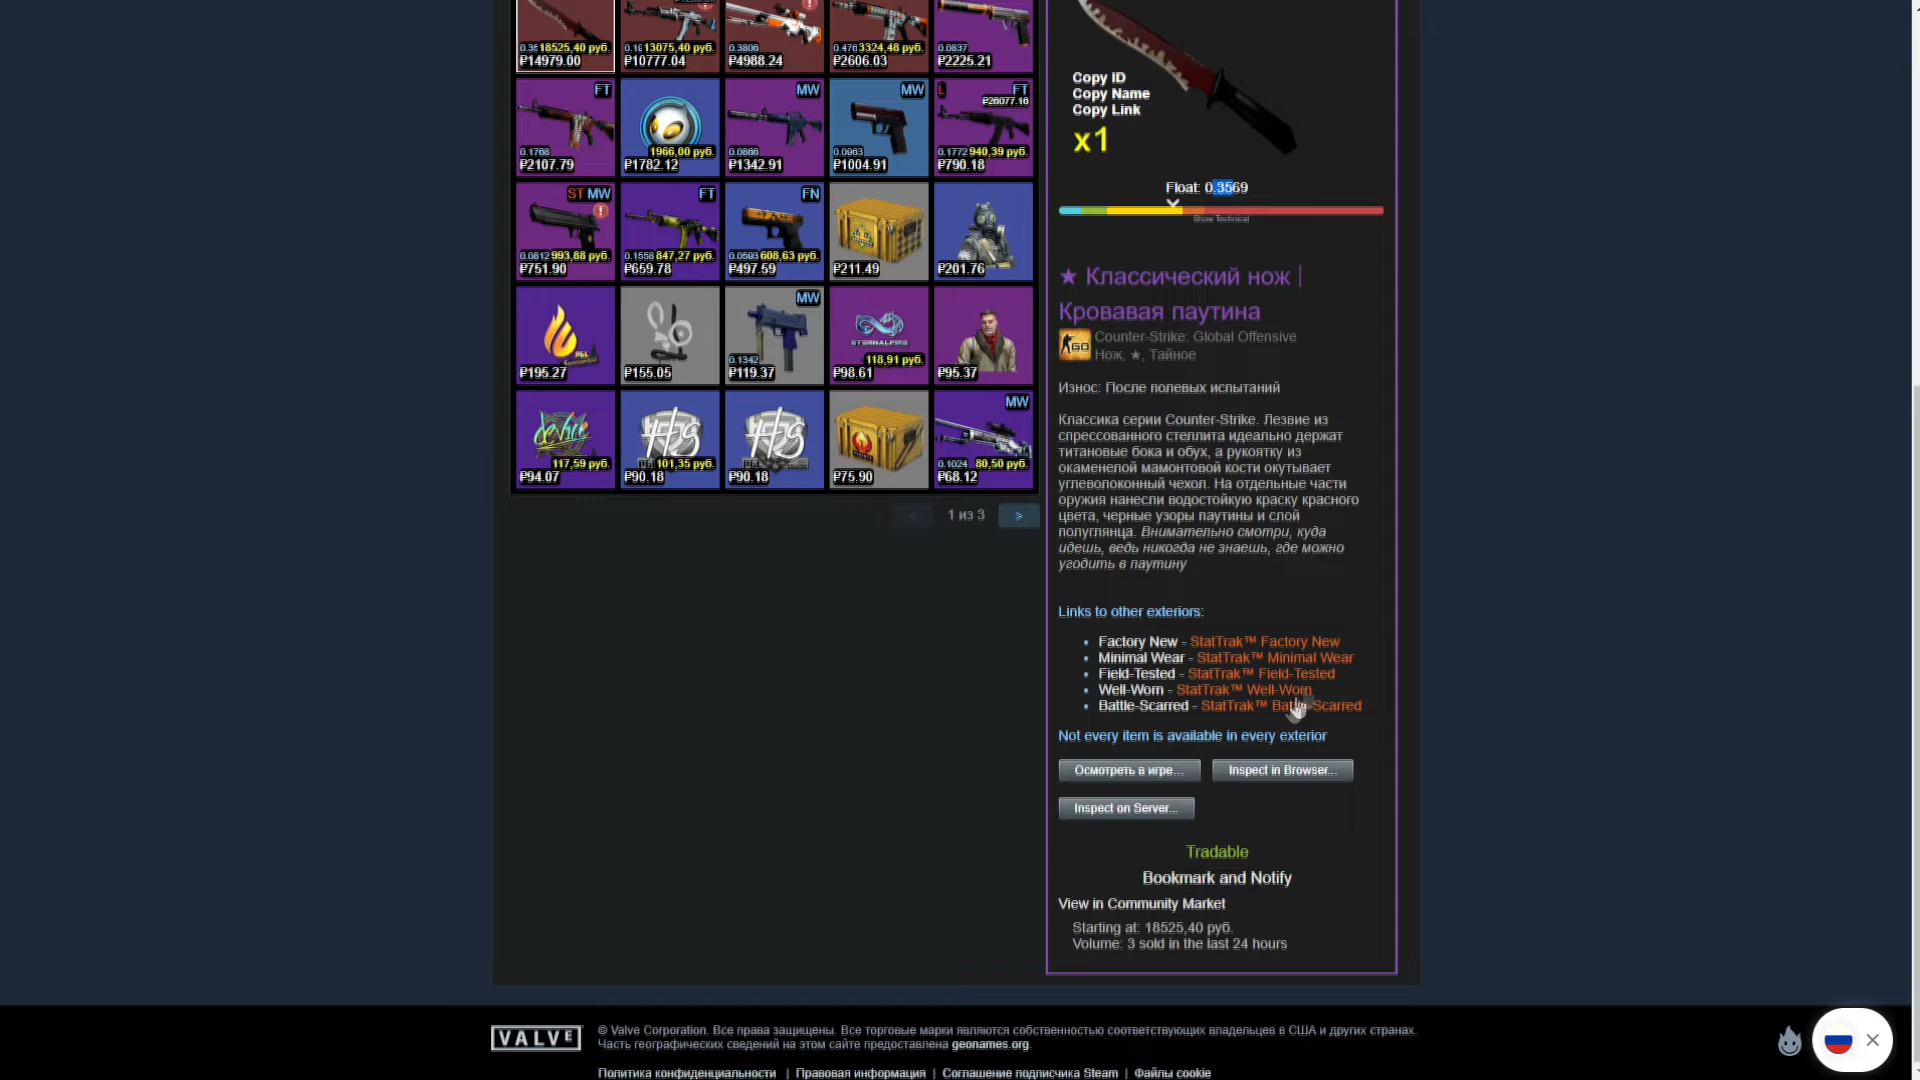 0.35 18525,40 руб.
₽14979.00
0.16 13075,40 руб.
₽10777.04
0.3806
₽4988.24
0.476 3324,48 руб.
₽2606.03
0.0837
₽2225.21
FT
0.1768
₽2107.79
1966,00 руб.
₽1782.12
MW
0.0866
₽1342.91
MW
0.0963
₽1004.91
L FT
₽26077.16
0.1772 940,39 руб.
₽790.18
ST MW
0.0812 993,88 руб.
₽751.90
FT
0.1558 847,27 руб.
₽659.78
FN
0.0593 608,63 руб.
₽497.59
₽211.49
₽201.76
₽195.27
₽155.05
MW
0.1342
₽119.37
ETERNALFIRE
118,91 руб.
₽98.61
₽95.37
117,59 руб.
₽94.07
101,35 руб.
₽90.18
₽90.18
₽75.90
MW
0.1024 80,50 руб.
₽68.12
< 1 из 3 >
Copy ID
Copy Name
Copy Link
x1
Float: 0.3569
Show Technical
★ Классический нож |
Кровавая паутина
GO
Counter-Strike: Global Offensive
Нож, ★, Тайное
Износ: После полевых испытаний
Классика серии Counter-Strike. Лезвие из
спрессованного стеллита идеально держат
титановые бока и обух, а рукоятку из
окаменелой мамонтовой кости окутывает
углеволоконный чехол. На отдельные части
оружия нанесли водостойкую краску красного
цвета, черные узоры паутины и слой
полуглянца. Внимательно смотри, куда
идешь, ведь никогда не знаешь, где можно
угодить в паутину
Links to other exteriors:
Factory New - StatTrak™ Factory New
Minimal Wear - StatTrak™ Minimal Wear
Field-Tested - StatTrak™ Field-Tested
Well-Worn - StatTrak™ Well-Worn
Battle-Scarred - StatTrak™ Battle-Scarred
Not every item is available in every exterior
Осмотреть в игре...
Inspect in Browser...
Inspect on Server...
Tradable
Bookmark and Notify
View in Community Market
Starting at: 18525,40 руб.
Volume: 3 sold in the last 24 hours
VALVE
© Valve Corporation. Все права защищены. Все торговые марки являются собственностью соответствующих владельцев в США и других странах.
Часть географических сведений на этом сайте предоставлена geonames.org.
Политика конфиденциальности | Правовая информация | Соглашение подписчика Steam | Файлы cookie